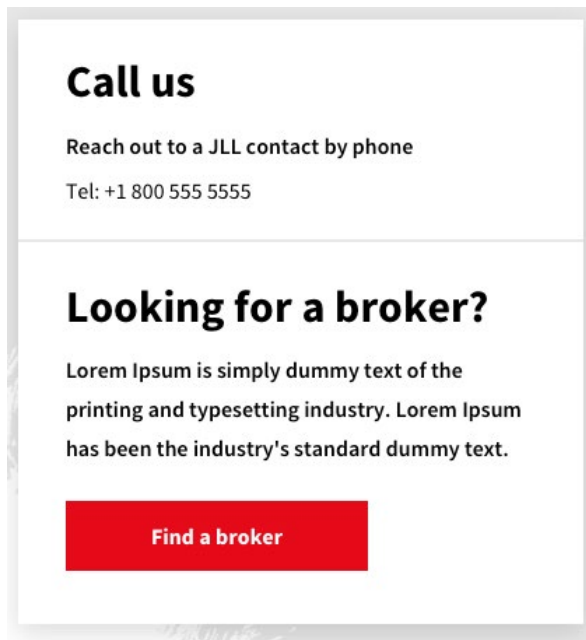 Call us
Reach out to a JLL contact by phone
Tel: +1 800 555 5555
Looking for a broker?
Lorem Ipsum is simply dummy text of the
printing and typesetting industry. Lorem Ipsum
has been the industry's standard dummy text.
Find a broker